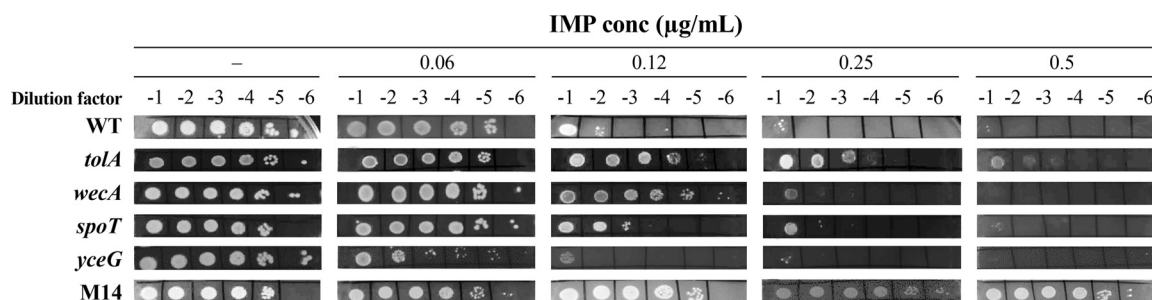 IMP conc (µg/mL)
– 0.06 0.12 0.25 0.5
Dilution factor -1 -2 -3 -4 -5 -6 -1 -2 -3 -4 -5 -6 -1 -2 -3 -4 -5 -6 -1 -2 -3 -4 -5 -6 -1 -2 -3 -4 -5 -6
WT
tolA
wecA
spoT
yceG
M14